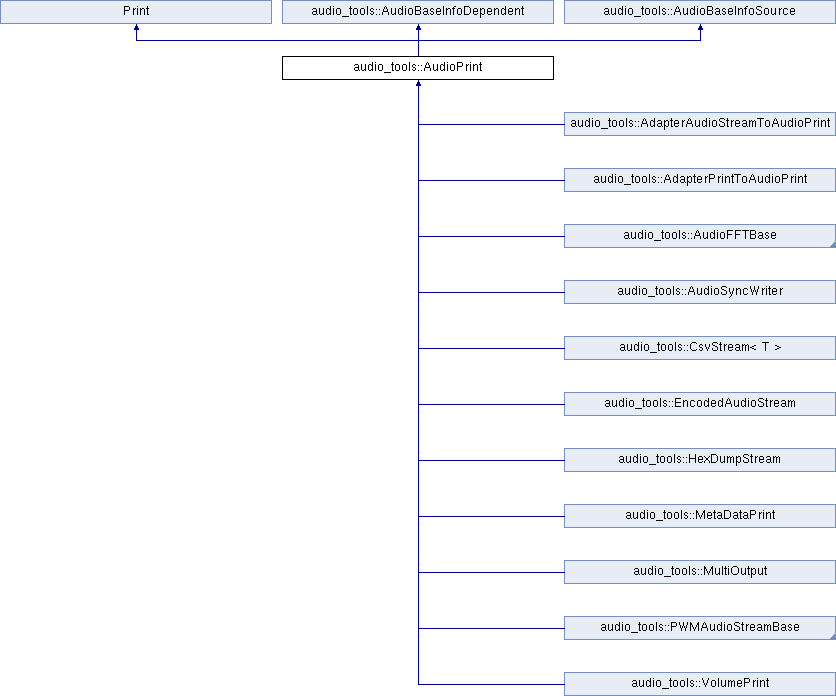 Print
audio_tools::AudioBaseInfoDependent
audio_tools::AudioBaseInfoSource
audio_tools::AudioPrint
audio_tools::AdapterAudioStreamToAudioPrint
audio_tools::AdapterPrintToAudioPrint
audio_tools::AudioFFTBase
audio_tools::AudioSyncWriter
audio_tools::CsvStream< T >
audio_tools::EncodedAudioStream
audio_tools::HexDumpStream
audio_tools::MetaDataPrint
audio_tools::MultiOutput
audio_tools::PWMAudioStreamBase
audio_tools::VolumePrint